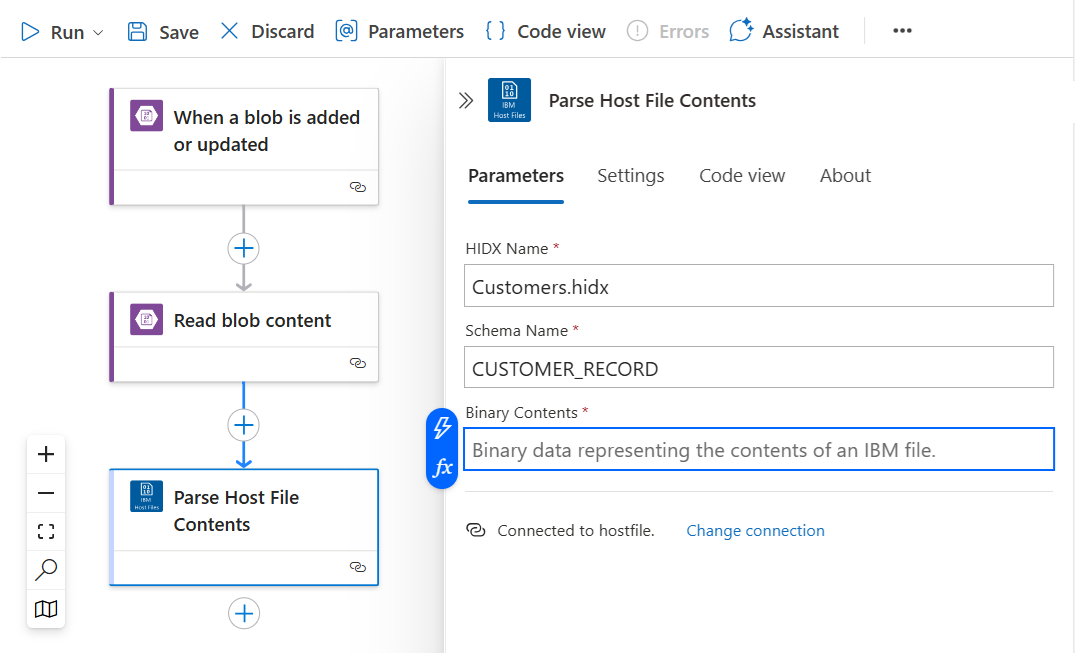 Run Save Discard Parameters { } Code view Errors Assistant ...
When a blob is added
or updated
Read blob content
IBM
Host Files
Parse Host File
Contents
IBM
Host Files
Parse Host File Contents
Parameters Settings Code view About
HIDX Name *
Customers.hidx
Schema Name *
CUSTOMER_RECORD
Binary Contents *
fx
Binary data representing the contents of an IBM file.
Connected to hostfile. Change connection